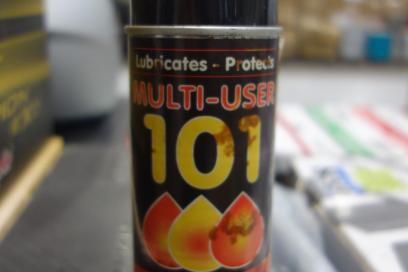 Lubricates - Protects
MULTI-USER
101